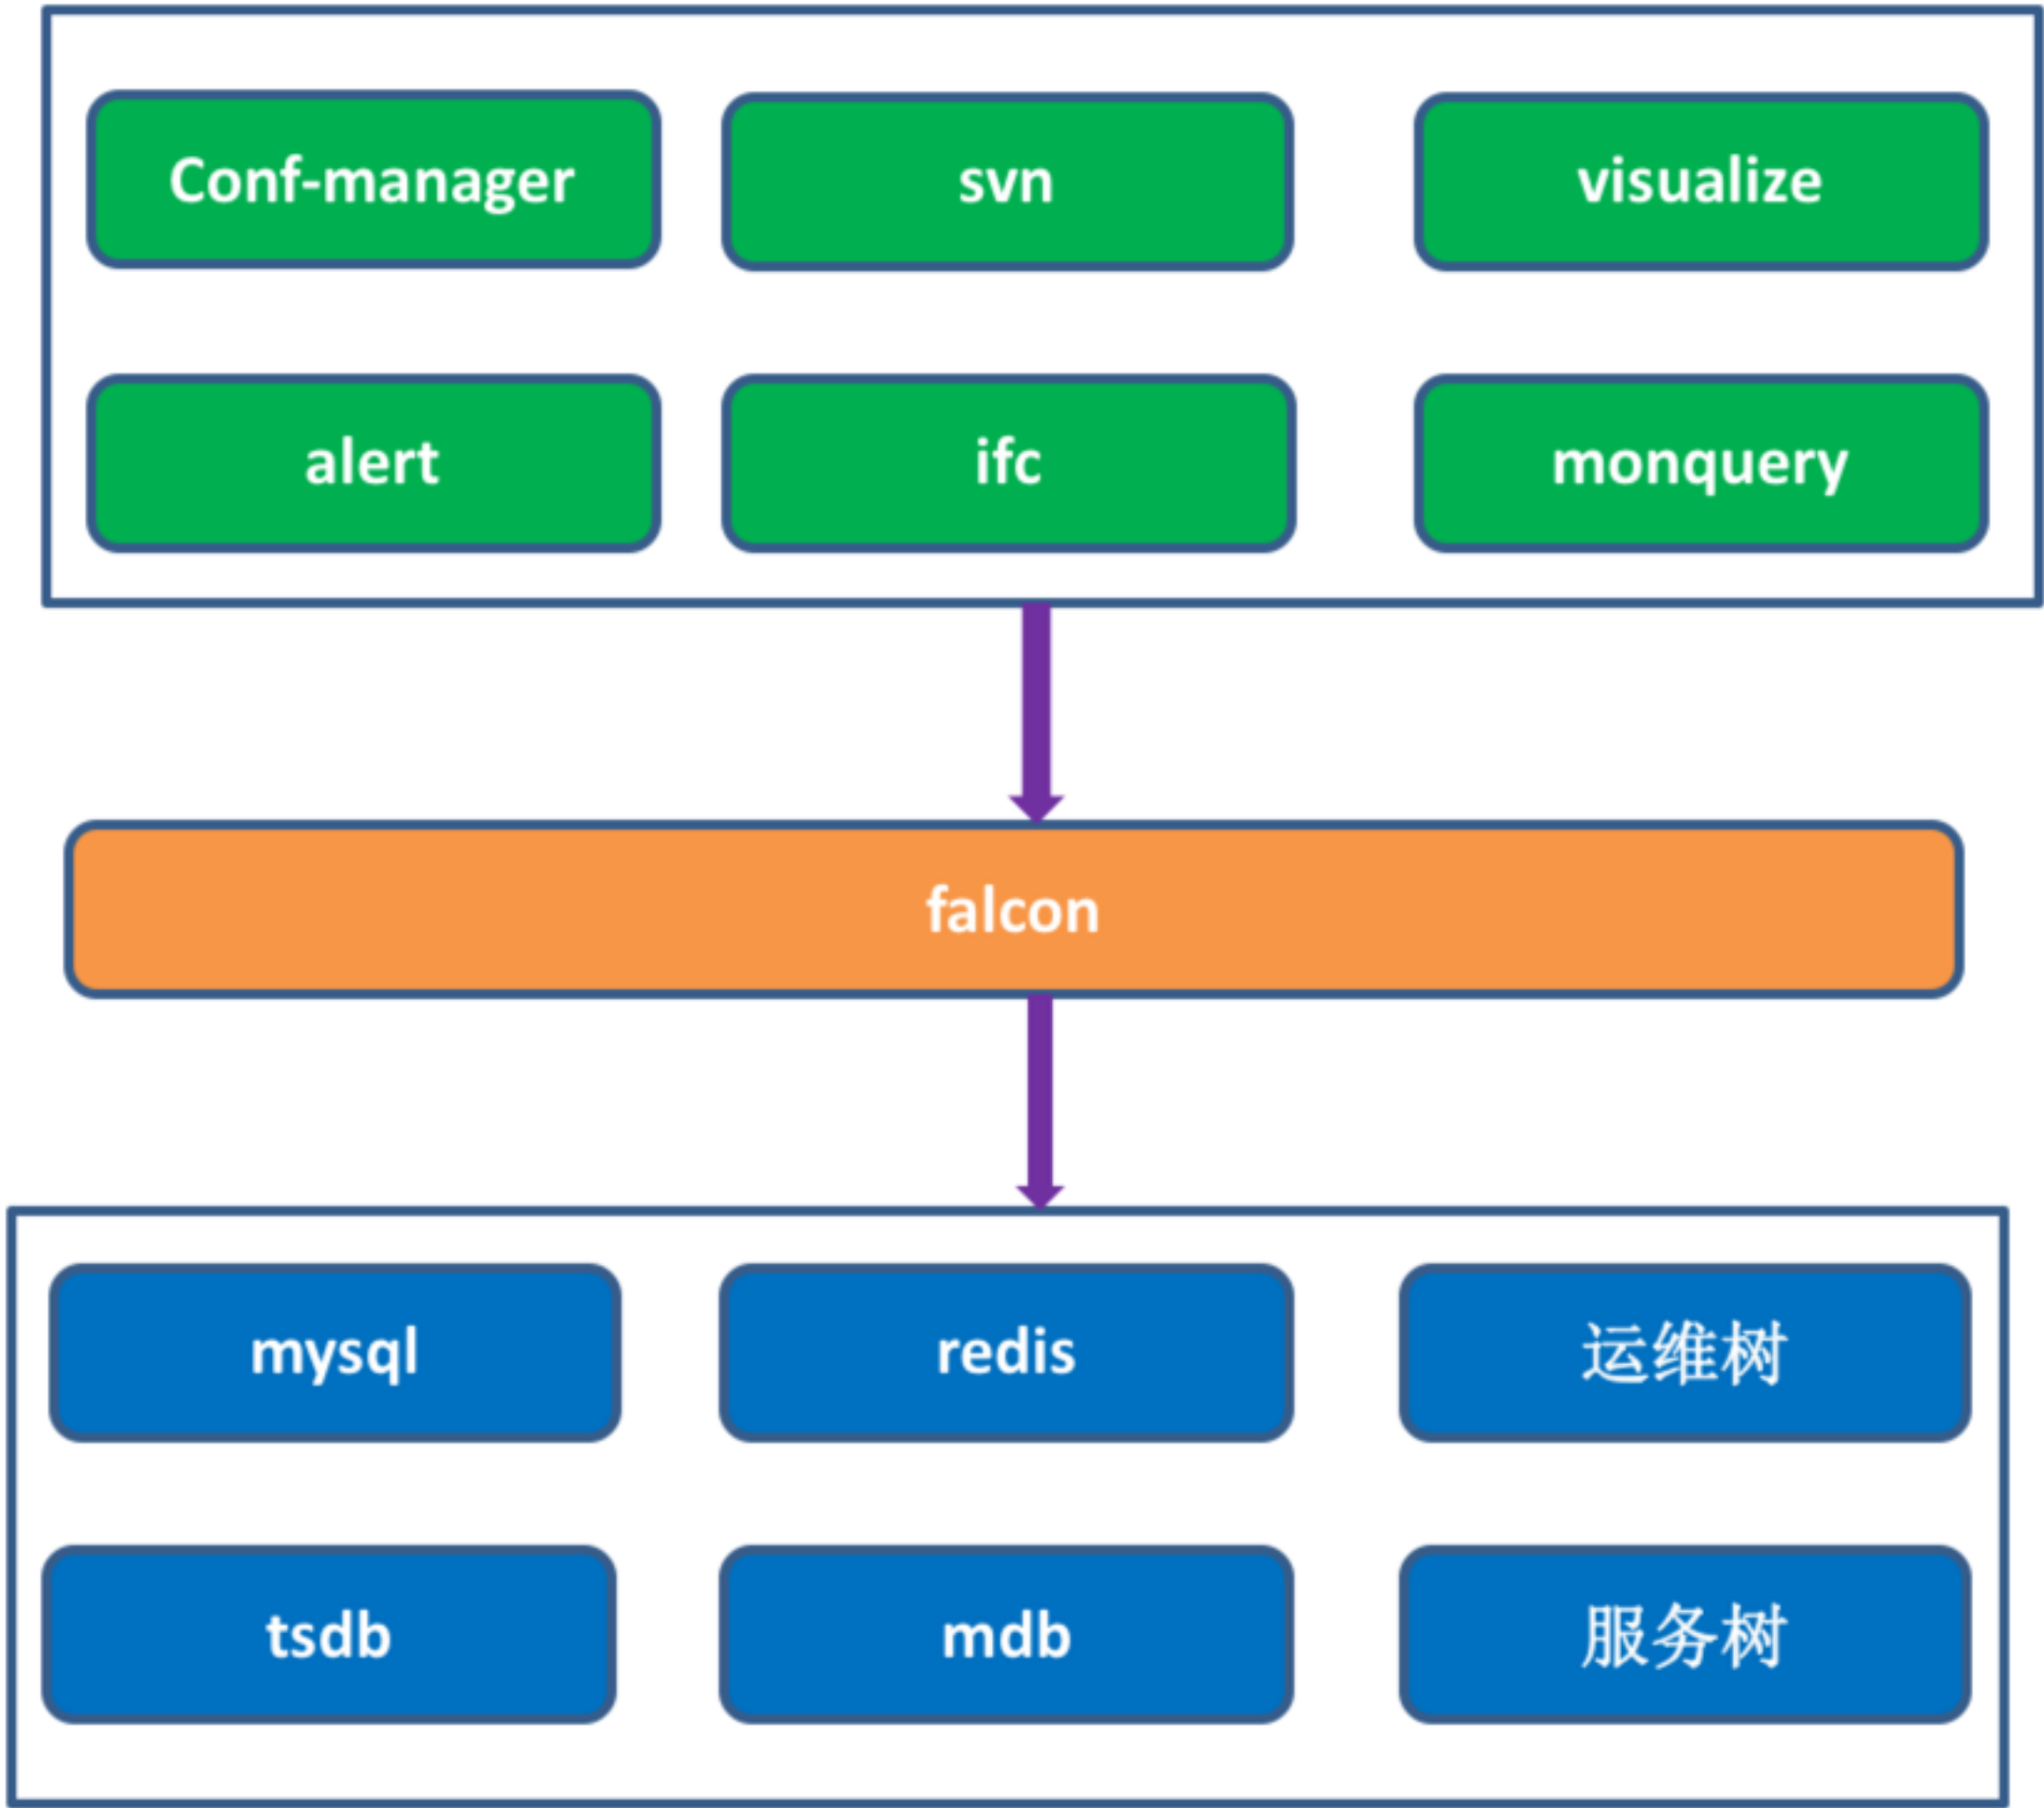 Conf-manager
svn
visualize
alert
ifc
monquery
falcon
mysql
redis
运维树
tsdb
mdb
服务树